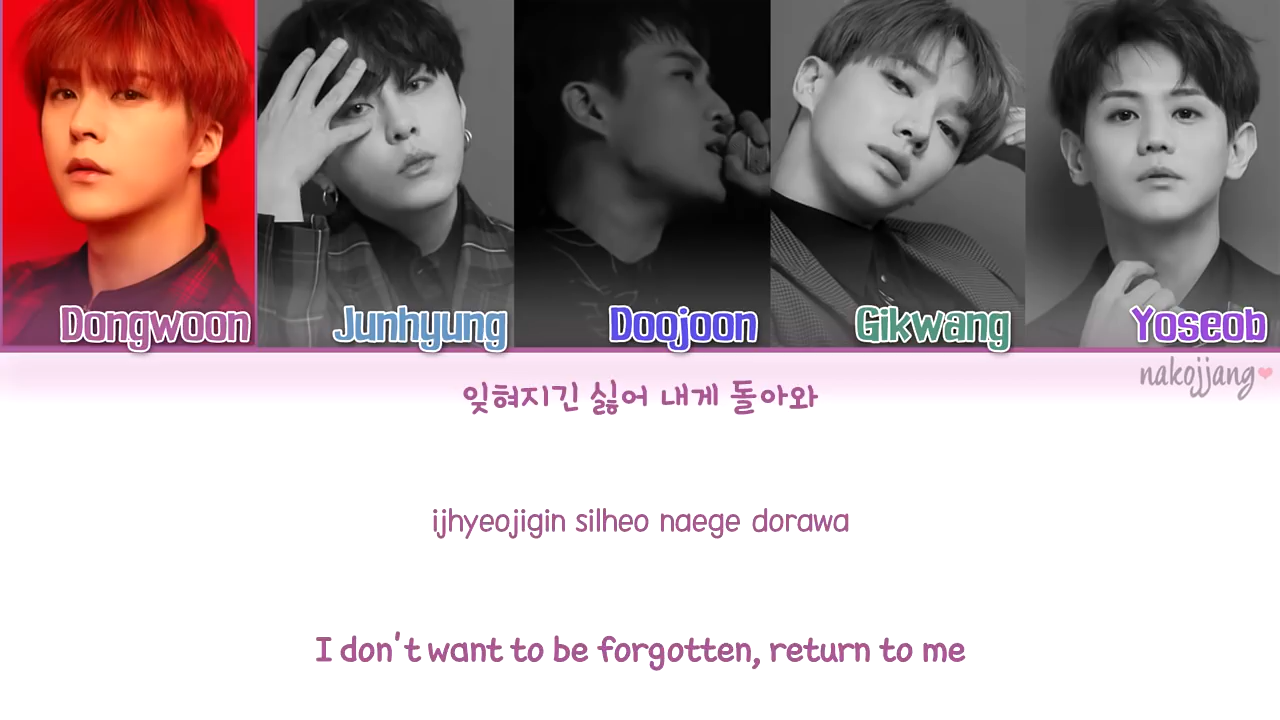 Dongwoon Junhyung Doojoon Gikwang Yoseob
nakojjang
잊혀지긴 싫어 내게 돌아와
ijhyeojigin silheo naege dorawa
I don't want to be forgotten, return to me